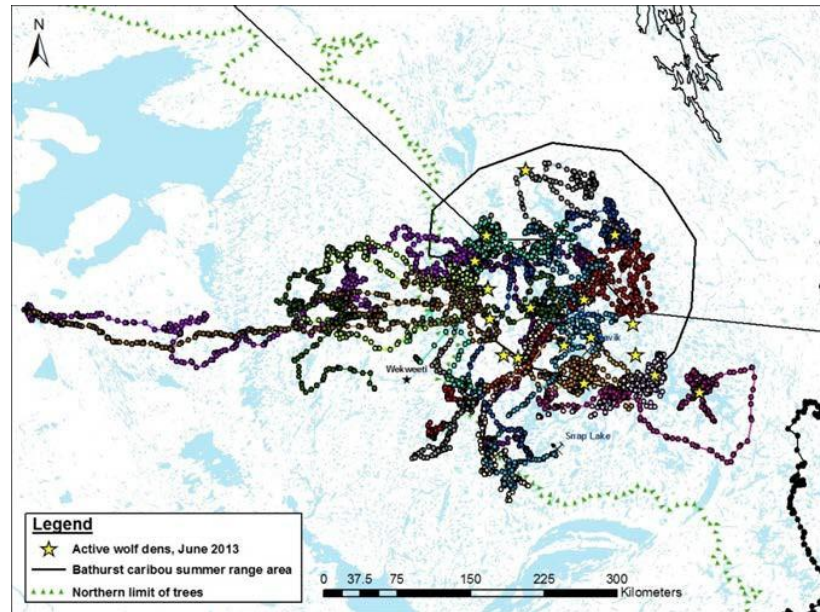 N
Wekweeti
Snap Lake
Legend
Active wolf dens, June 2013
Bathurst caribou summer range area
Northern limit of trees
0 37.5 75 150 225 300
Kilometers